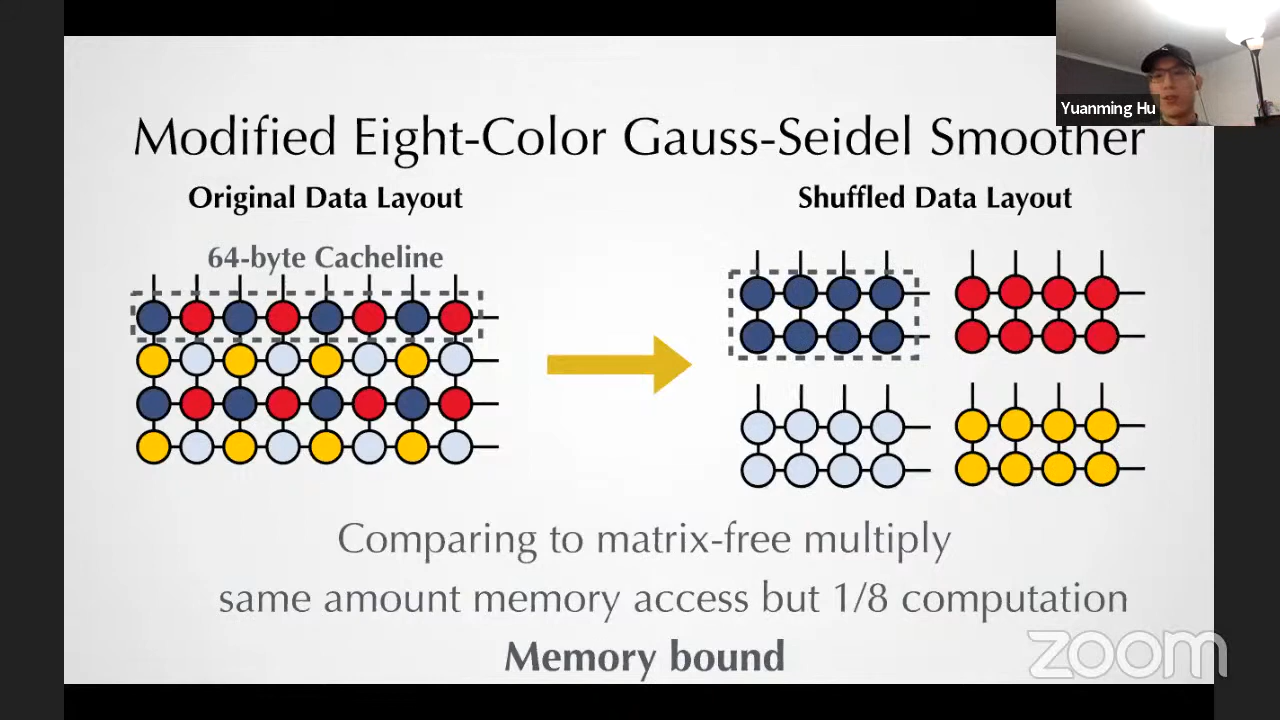 Yuanming Hu
Modified Eight-Color Gauss-Seidel Smoother
Original Data Layout
Shuffled Data Layout
64-byte Cacheline
Comparing to matrix-free multiply
same amount memory access but 1/8 computation
Memory bound
zoom